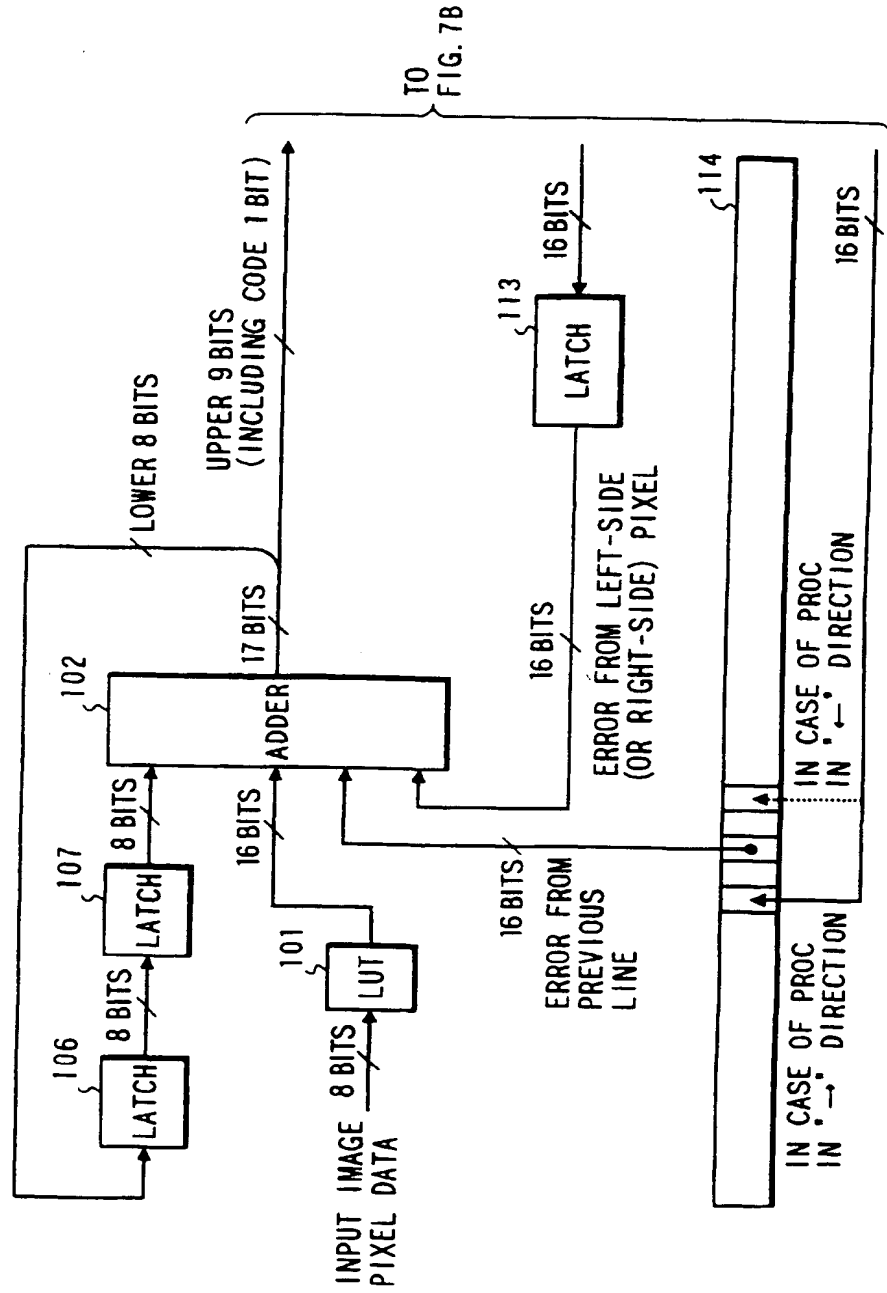 106
LATCH
8 BITS
107
LATCH
8 BITS
102
ADDER
17 BITS
LOWER 8 BITS
UPPER 9 BITS
(INCLUDING CODE 1 BIT)
TO
FIG. 7B
INPUT IMAGE
PIXEL DATA
8 BITS
101
LUT
16 BITS
16 BITS
ERROR FROM
PREVIOUS
LINE
16 BITS
ERROR FROM LEFT-SIDE
(OR RIGHT-SIDE) PIXEL
113
LATCH
16 BITS
114
IN CASE OF PROC
IN "→" DIRECTION
IN CASE OF PROC
IN "←" DIRECTION
16 BITS